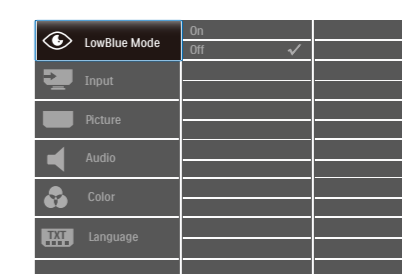 LowBlue Mode
On
Off
Input
Picture
Audio
Color
TXT
Language